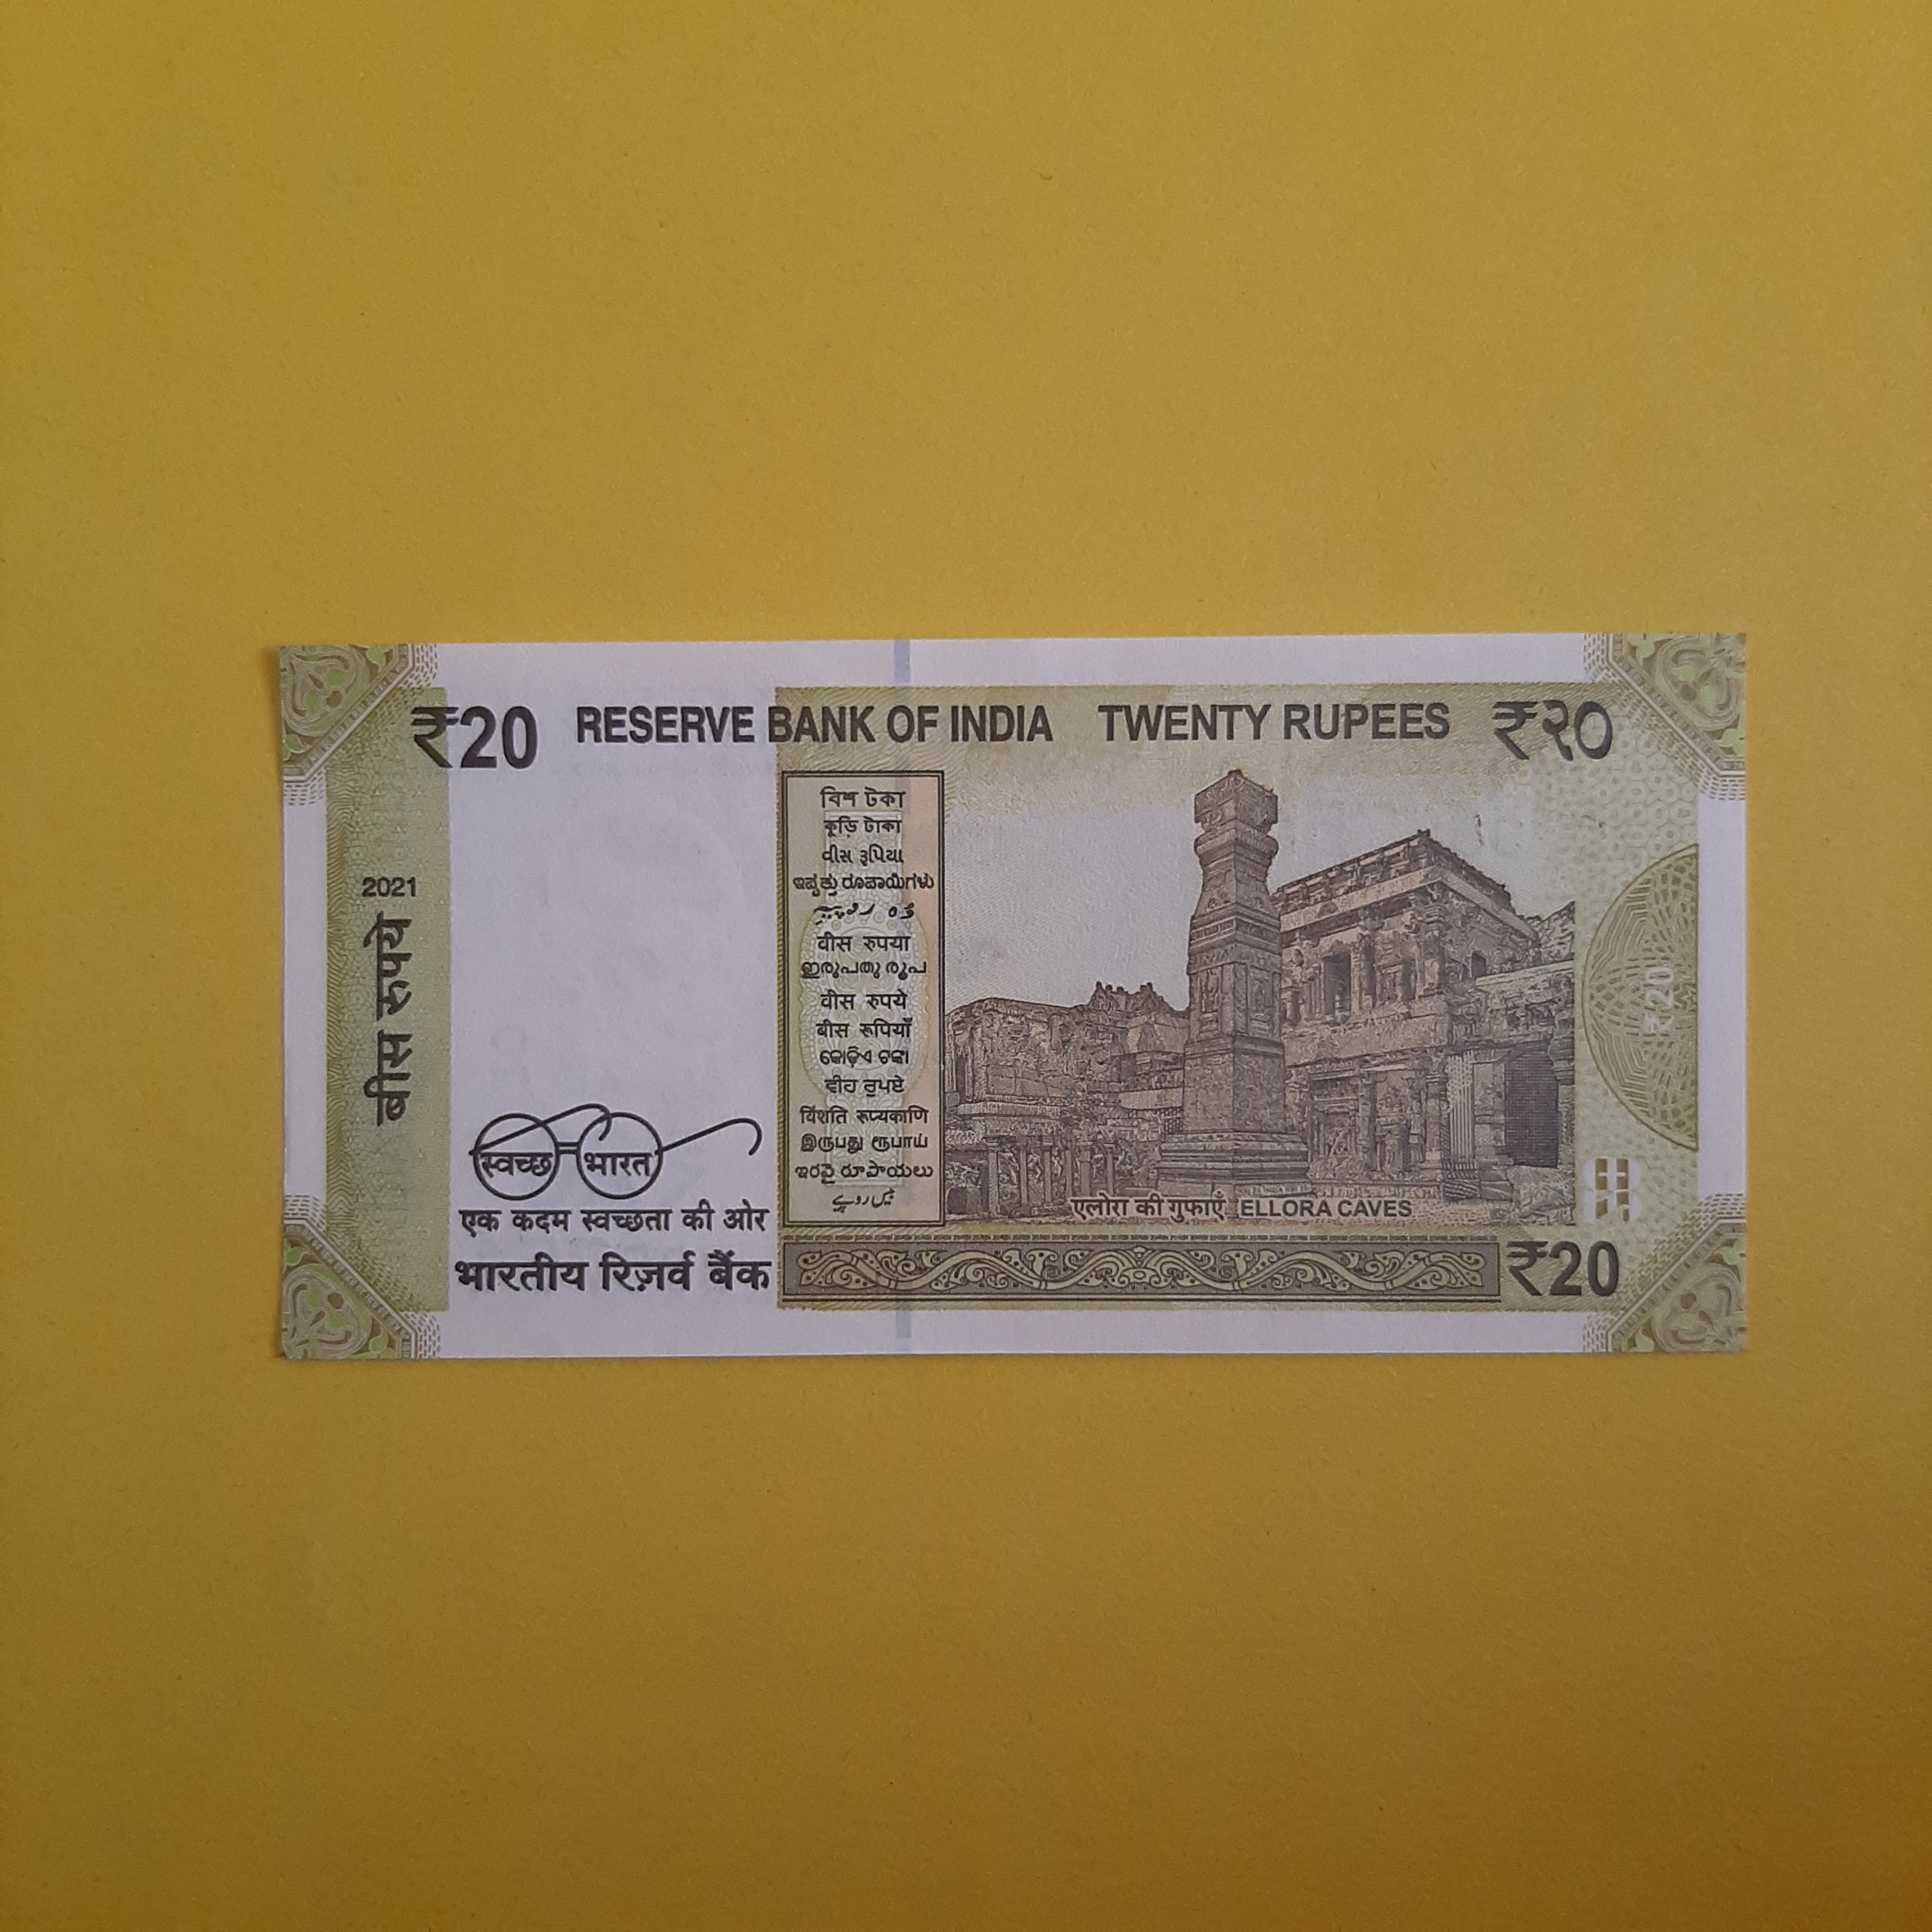 ₹20 RESERVE BANK OF INDIA TWENTY RUPEES ₹२०
2021
बीस रुपये
বিশ টকা
কুড়ি টাকা
વીસ રૂપિયા
ಇಪ್ಪತ್ತು ರೂಪಾಯಿಗಳು
وُہ رۄپیہِ
वीस रुपया
ഇരുപതു രൂപ
वीस रुपये
बीस रूपियाँ
କୋଡ଼ିଏ ଟଙ୍କା
ਵੀਹ ਰੁਪਏ
विंशति रूप्यकाणि
இருபது ரூபாய்
ఇరవై రూపాయలు
بیس روپے
₹20
स्वच्छ भारत
एक कदम स्वच्छता की ओर
भारतीय रिज़र्व बैंक
एलोरा की गुफाएँ ELLORA CAVES
₹20